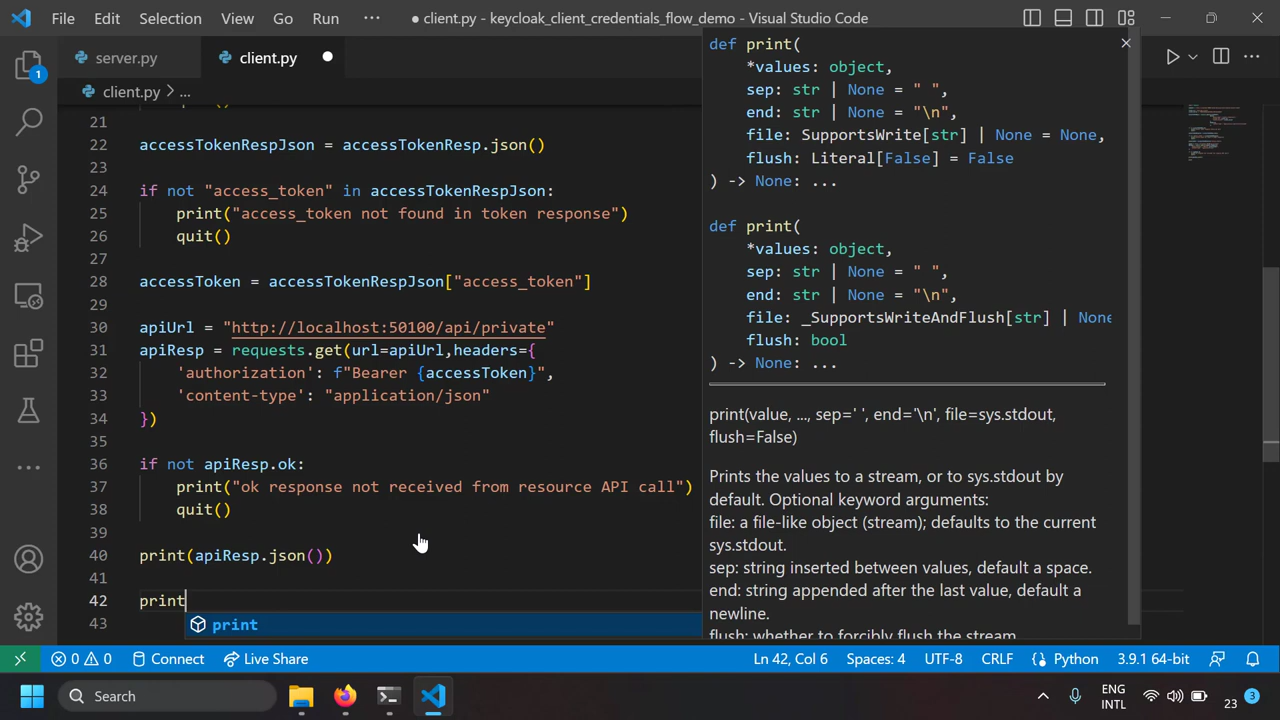 File Edit Selection View Go Run ··· ● client.py - keycloak_client_credentials_flow_demo - Visual Studio Code
server.py client.py ●
client.py > ...
21
22 accessTokenRespJson = accessTokenResp.json()
23
24 if not "access_token" in accessTokenRespJson:
25 print("access_token not found in token response")
26 quit()
27
28 accessToken = accessTokenRespJson["access_token"]
29
30 apiUrl = "http://localhost:50100/api/private"
31 apiResp = requests.get(url=apiUrl,headers={
32 'authorization': f"Bearer {accessToken}",
33 'content-type': "application/json"
34 })
35
36 if not apiResp.ok:
37 print("ok response not received from resource API call")
38 quit()
39
40 print(apiResp.json())
41
42 print
print
43
def print(
*values: object,
sep: str | None = " ",
end: str | None = "\n",
file: SupportsWrite[str] | None = None,
flush: Literal[False] = False
) -> None: ...
def print(
*values: object,
sep: str | None = " ",
end: str | None = "\n",
file: _SupportsWriteAndFlush[str] | None
flush: bool
) -> None: ...
print(value, ..., sep=' ', end='\n', file=sys.stdout,
flush=False)
Prints the values to a stream, or to sys.stdout by
default. Optional keyword arguments:
file: a file-like object (stream); defaults to the current
sys.stdout.
sep: string inserted between values, default a space.
end: string appended after the last value, default a
newline.
flush: whether to forcibly flush the stream.
1
0 0 Connect Live Share Ln 42, Col 6 Spaces: 4 UTF-8 CRLF Python 3.9.1 64-bit
Search ENG INTL 23 3